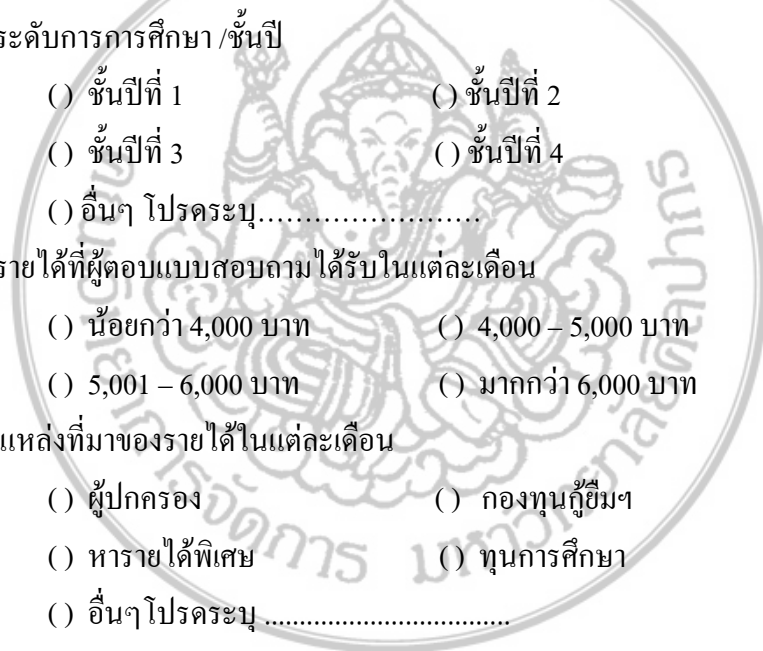 ระดับการการศึกษา /ชั้นปี
( ) ชั้นปีที่ 1 ( ) ชั้นปีที่ 2
( ) ชั้นปีที่ 3 ( ) ชั้นปีที่ 4
( ) อื่นๆ โปรดระบุ........................
รายได้ที่ผู้ตอบแบบสอบถามได้รับในแต่ละเดือน
( ) น้อยกว่า 4,000 บาท ( ) 4,000 – 5,000 บาท
( ) 5,001 – 6,000 บาท ( ) มากกว่า 6,000 บาท
แหล่งที่มาของรายได้ในแต่ละเดือน
( ) ผู้ปกครอง ( ) กองทุนกู้ยืมฯ
( ) หารายได้พิเศษ ( ) ทุนการศึกษา
( ) อื่นๆ โปรดระบุ ...................................